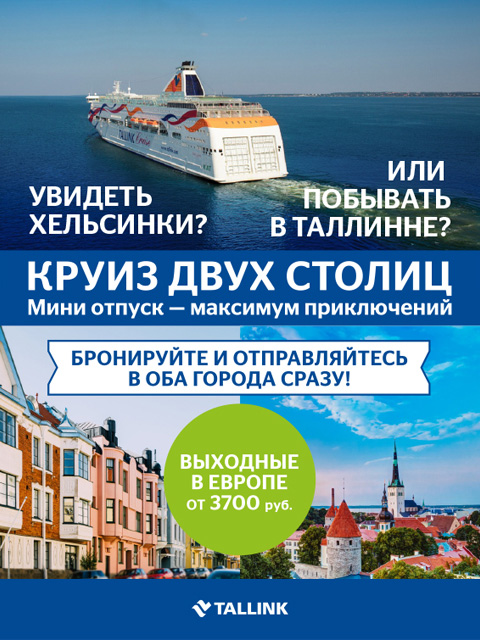 TALLINK
УВИДЕТЬ
ХЕЛЬСИНКИ?
ИЛИ
ПОБЫВАТЬ
В ТАЛЛИННЕ?
КРУИЗ ДВУХ СТОЛИЦ
Мини отпуск — максимум приключений
БРОНИРУЙТЕ И ОТПРАВЛЯЙТЕСЬ
В ОБА ГОРОДА СРАЗУ!
ВЫХОДНЫЕ
В ЕВРОПЕ
ОТ 3700 руб.
TALLINK